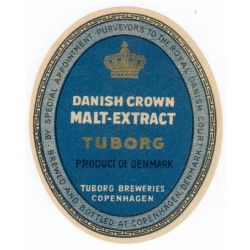 BY SPECIAL APPOINTMENT · PURVEYORS TO THE ROYAL DANISH COURT
DANISH CROWN
MALT-EXTRACT
TUBORG
PRODUCT OF DENMARK
TUBORG BREWERIES
COPENHAGEN
BREWED AND BOTTLED AT COPENHAGEN DENMARK